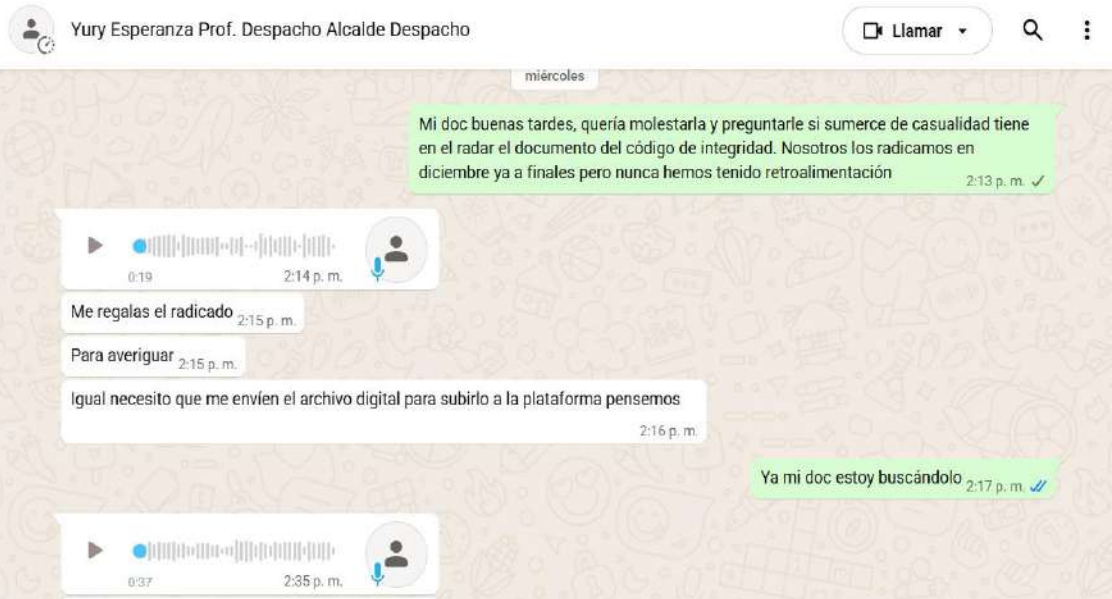 Yury Esperanza Prof. Despacho Alcalde Despacho
Llamar
miércoles
Mi doc buenas tardes, quería molestarla y preguntarle si sumerce de casualidad tiene
en el radar el documento del código de integridad. Nosotros los radicamos en
diciembre ya a finales pero nunca hemos tenido retroalimentación
2:13 p. m.
0:19 2:14 p. m.
Me regalas el radicado 2:15 p. m.
Para averiguar 2:15 p. m.
Igual necesito que me envíen el archivo digital para subirlo a la plataforma pensemos
2:16 p. m.
Ya mi doc estoy buscándolo 2:17 p. m.
0:37 2:35 p. m.